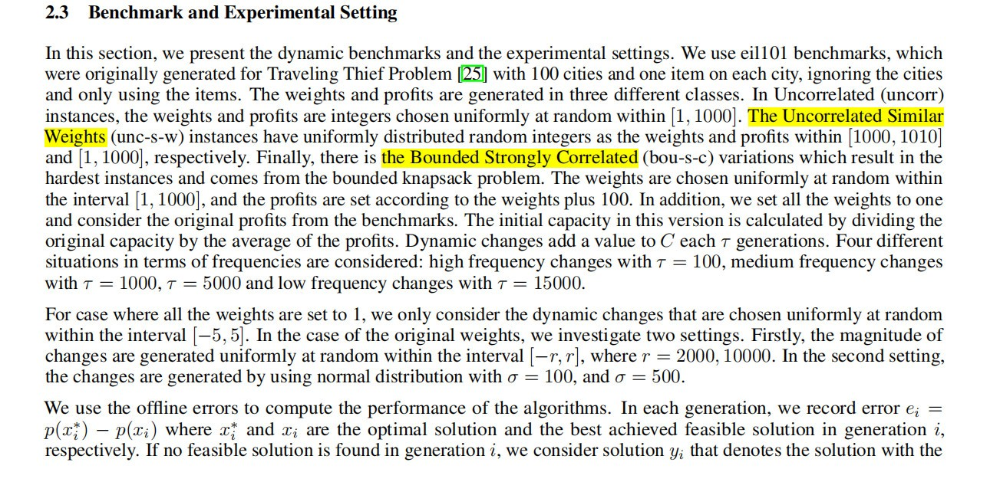 2.3 Benchmark and Experimental Setting
In this section, we present the dynamic benchmarks and the experimental settings. We use eil101 benchmarks, which
were originally generated for Traveling Thief Problem [25] with 100 cities and one item on each city, ignoring the cities
and only using the items. The weights and profits are generated in three different classes. In Uncorrelated (uncorr)
instances, the weights and profits are integers chosen uniformly at random within [1, 1000]. The Uncorrelated Similar
Weights (unc-s-w) instances have uniformly distributed random integers as the weights and profits within [1000, 1010]
and [1, 1000], respectively. Finally, there is the Bounded Strongly Correlated (bou-s-c) variations which result in the
hardest instances and comes from the bounded knapsack problem. The weights are chosen uniformly at random within
the interval [1, 1000], and the profits are set according to the weights plus 100. In addition, we set all the weights to one
and consider the original profits from the benchmarks. The initial capacity in this version is calculated by dividing the
original capacity by the average of the profits. Dynamic changes add a value to C each τ generations. Four different
situations in terms of frequencies are considered: high frequency changes with τ = 100, medium frequency changes
with τ = 1000, τ = 5000 and low frequency changes with τ = 15000.
For case where all the weights are set to 1, we only consider the dynamic changes that are chosen uniformly at random
within the interval [−5, 5]. In the case of the original weights, we investigate two settings. Firstly, the magnitude of
changes are generated uniformly at random within the interval [−r, r], where r = 2000, 10000. In the second setting,
the changes are generated by using normal distribution with σ = 100, and σ = 500.
We use the offline errors to compute the performance of the algorithms. In each generation, we record error eᵢ =
p(xᵢ*) − p(xᵢ) where xᵢ* and xᵢ are the optimal solution and the best achieved feasible solution in generation i,
respectively. If no feasible solution is found in generation i, we consider solution yᵢ that denotes the solution with the